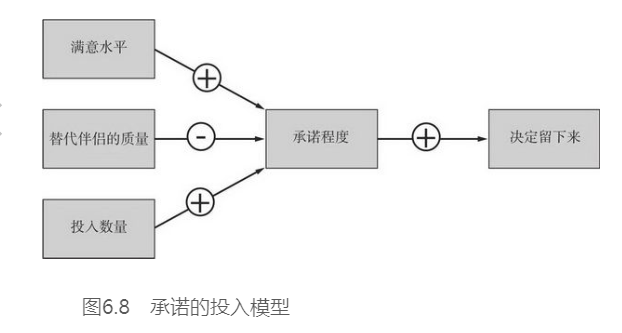 满意水平
+
替代伴侣的质量
-
承诺程度
+
决定留下来
投入数量
+
图6.8 承诺的投入模型